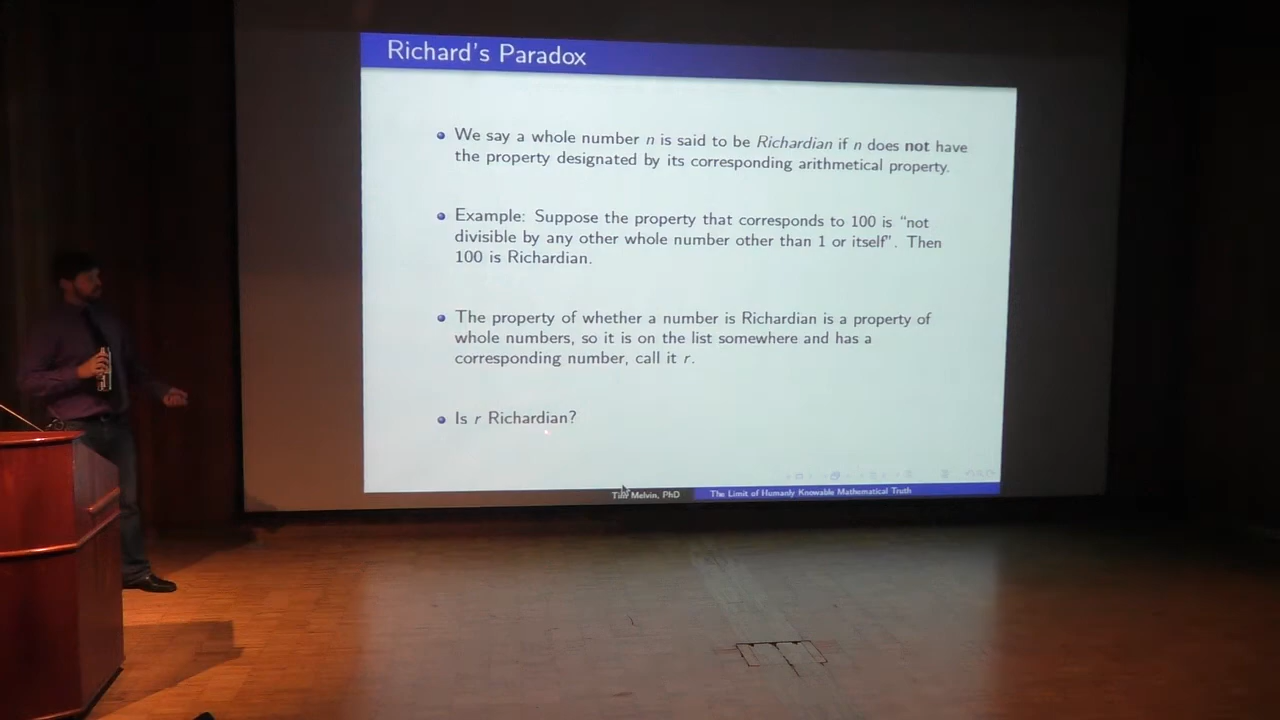 Richard's Paradox
We say a whole number n is said to be Richardian if n does not have
the property designated by its corresponding arithmetical property.
Example: Suppose the property that corresponds to 100 is “not
divisible by any other whole number other than 1 or itself”. Then
100 is Richardian.
The property of whether a number is Richardian is a property of
whole numbers, so it is on the list somewhere and has a
corresponding number, call it r.
Is r Richardian?
Tim Melvin, PhD
The Limit of Humanly Knowable Mathematical Truth